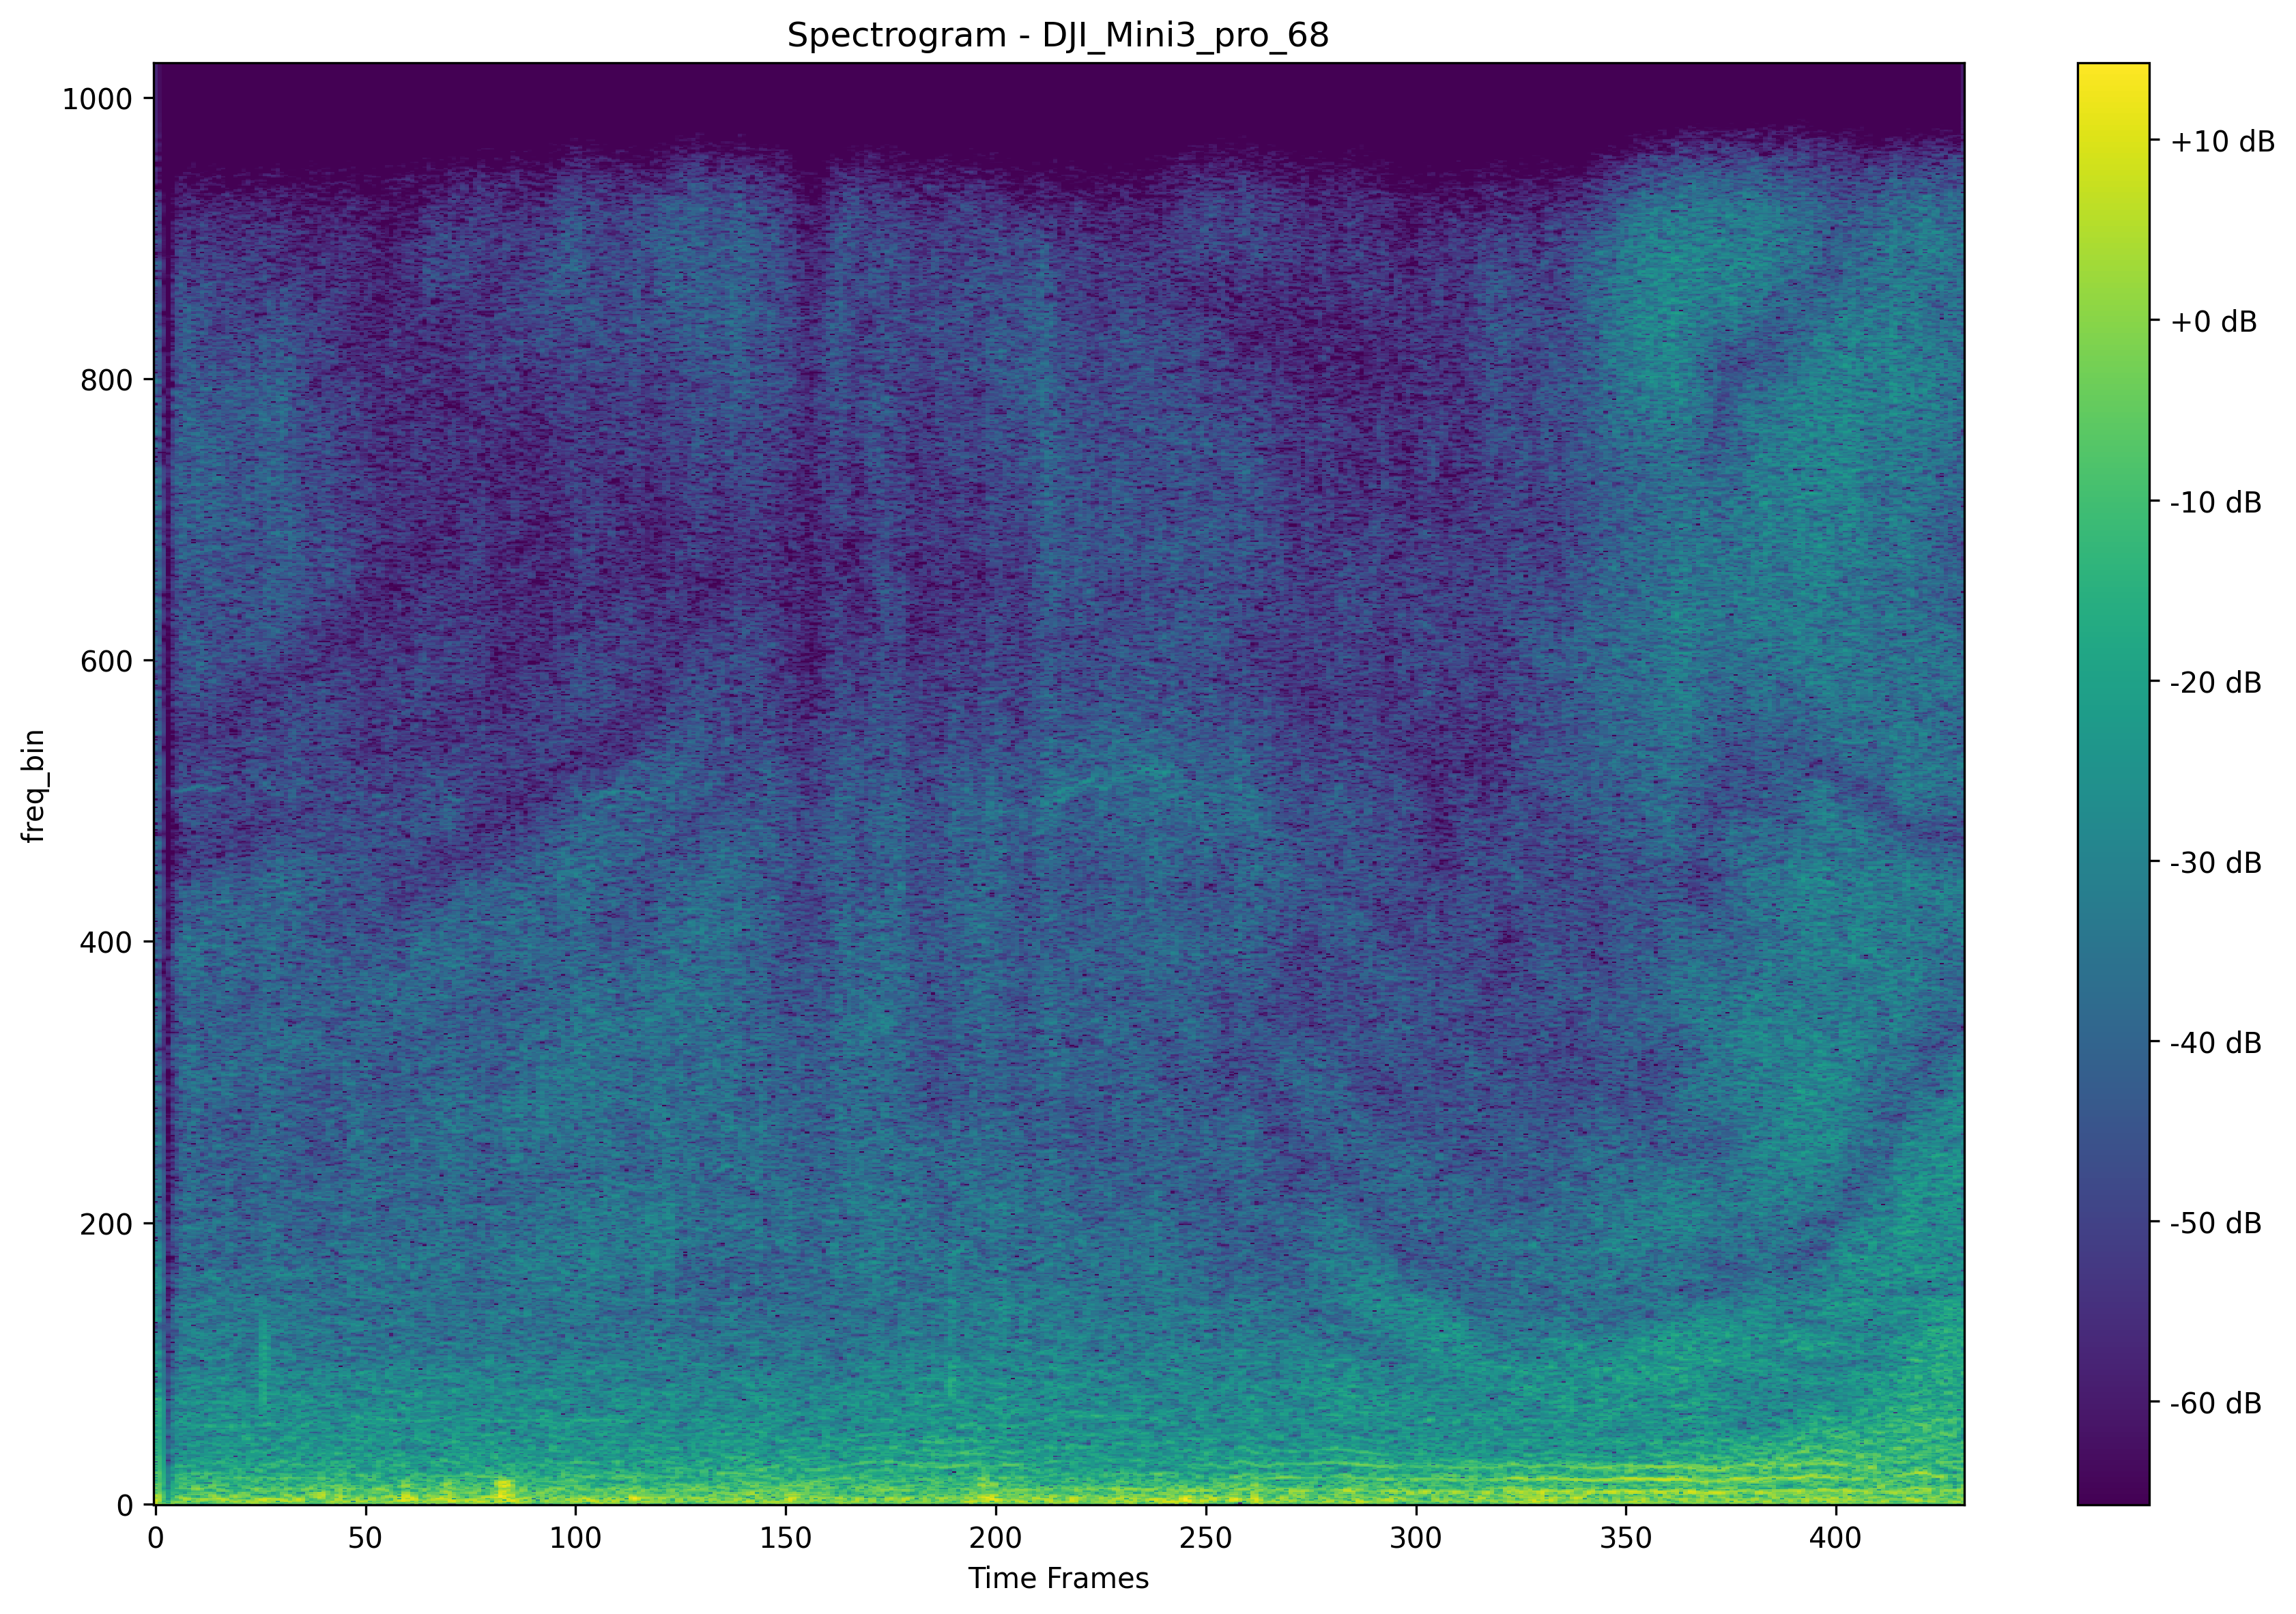 Spectrogram - DJI_Mini3_pro_68
1000
800
600
400
200
0
freq_bin
0 50 100 150 200 250 300 350 400
Time Frames
+10 dB
+0 dB
-10 dB
-20 dB
-30 dB
-40 dB
-50 dB
-60 dB